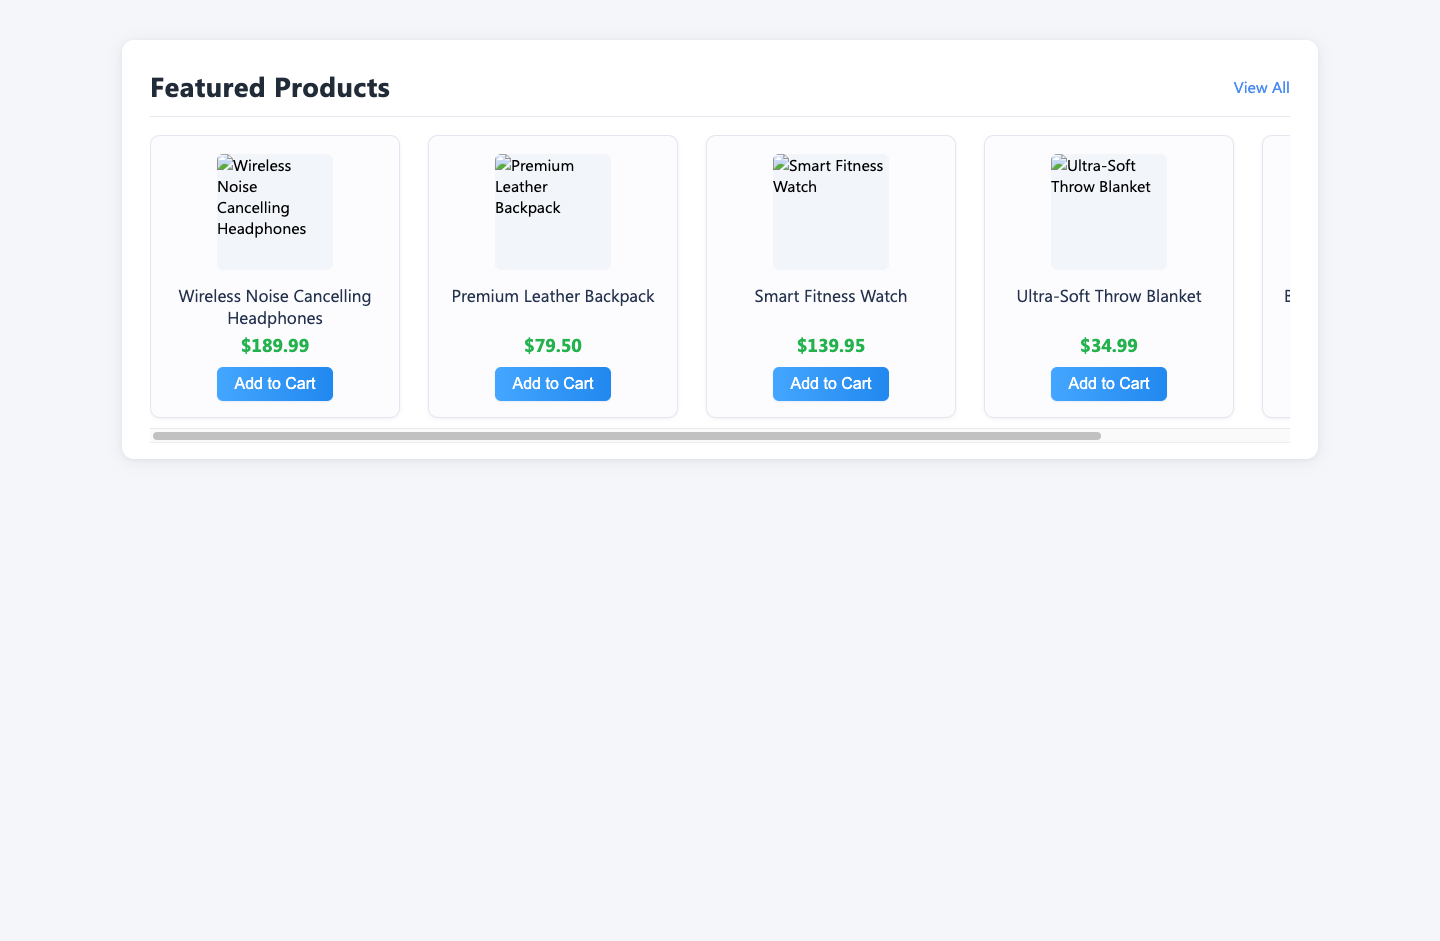 Featured Products
View All
Wireless
Noise
Cancelling
Headphones
Wireless Noise Cancelling
Headphones
$189.99
Add to Cart
Premium
Leather
Backpack
Premium Leather Backpack
$79.50
Add to Cart
Smart Fitness
Watch
Smart Fitness Watch
$139.95
Add to Cart
Ultra-Soft
Throw Blanket
Ultra-Soft Throw Blanket
$34.99
Add to Cart